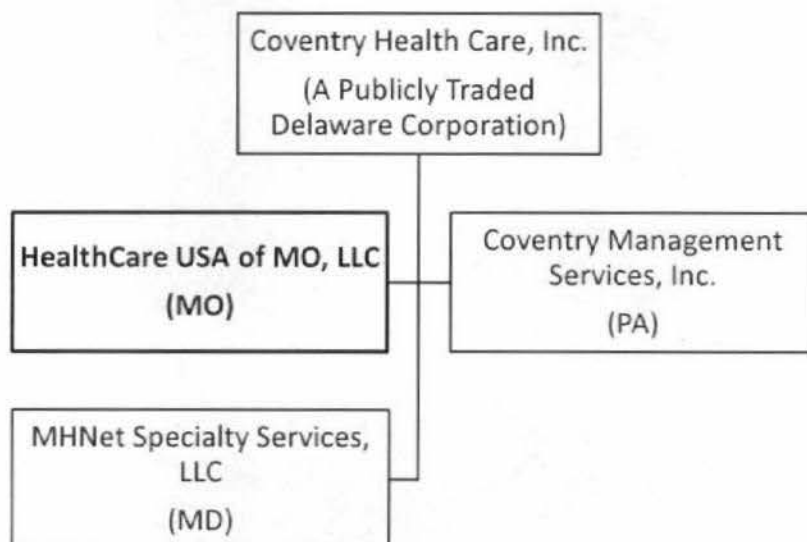 Coventry Health Care, Inc.
(A Publicly Traded
Delaware Corporation)
HealthCare USA of MO, LLC
(MO)
Coventry Management
Services, Inc.
(PA)
MHNet Specialty Services,
LLC
(MD)